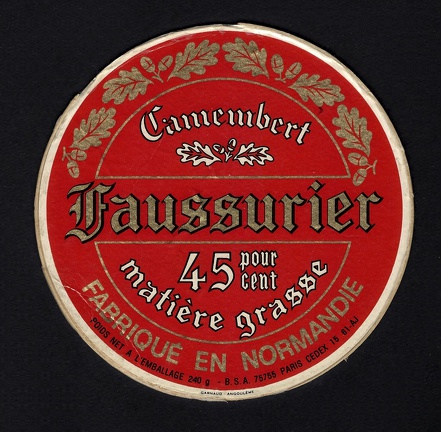 Camembert
Faussurier
45 pour cent
matière grasse
FABRIQUÉ EN NORMANDIE
POIDS NET A L'EMBALLAGE 240 g - B.S.A. 75755 PARIS CEDEX 15 61-AJ
GARNAUD - ANGOULÊME